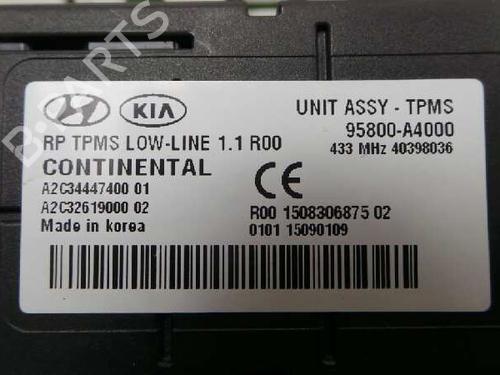 B-PARTS
KIA
UNIT ASSY - TPMS
RP TPMS LOW-LINE 1.1 R00
95800-A4000
CONTINENTAL
433 MHz 40398036
A2C34447400 01
CE
A2C32619000 02
R00 1508306875 02
Made in korea
0101 15090109